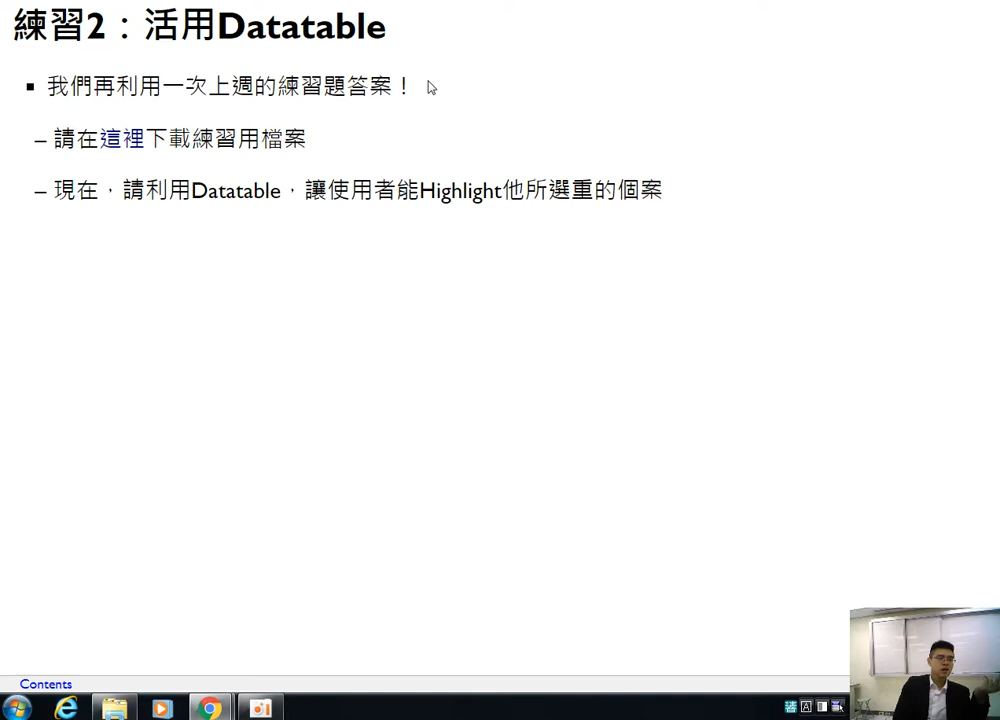 練習2：活用Datatable
▪ 我們再利用一次上週的練習題答案！
– 請在這裡下載練習用檔案
– 現在，請利用Datatable，讓使用者能Highlight他所選重的個案
Contents